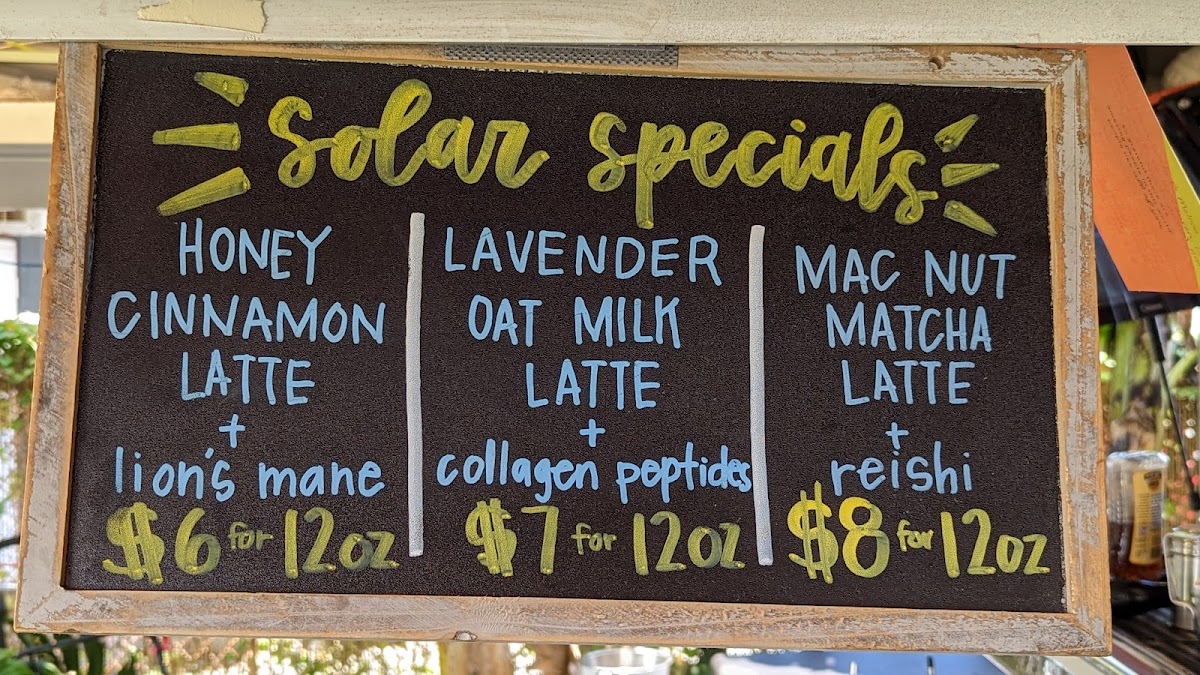 solar specials
HONEY
CINNAMON
LATTE
+
lion's mane
$6 for 12oz
LAVENDER
OAT MILK
LATTE
+
collagen peptides
$7 for 12oz
MAC NUT
MATCHA
LATTE
+
reishi
$8 for 12oz